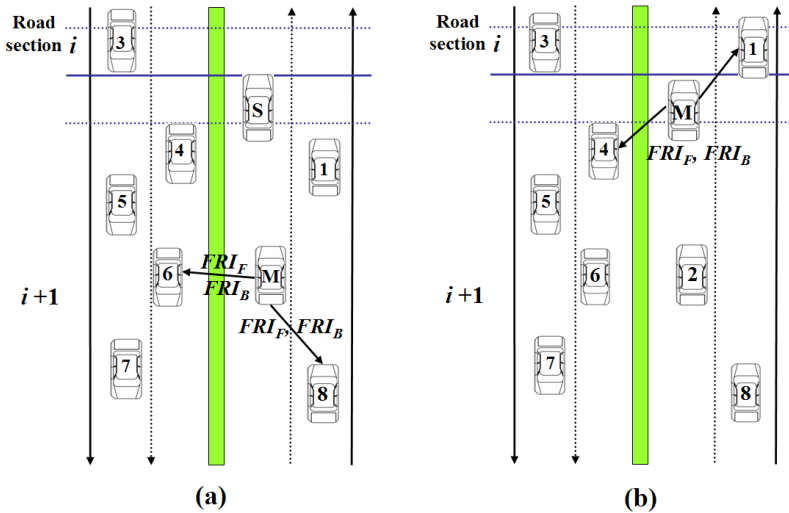 Road
section i
3
S
4
1
5
6
FRI_F
FRI_B
M
i +1
FRI_F, FRI_B
7
8
(a)
Road
section i
3
1
M
4
FRI_F, FRI_B
5
6
2
i +1
7
8
(b)